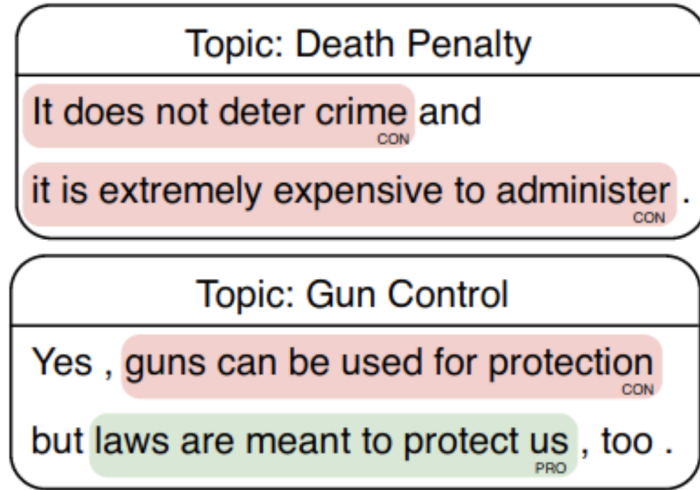 Topic: Death Penalty
It does not deter crime and
CON
it is extremely expensive to administer .
CON
Topic: Gun Control
Yes , guns can be used for protection
CON
but laws are meant to protect us , too .
PRO